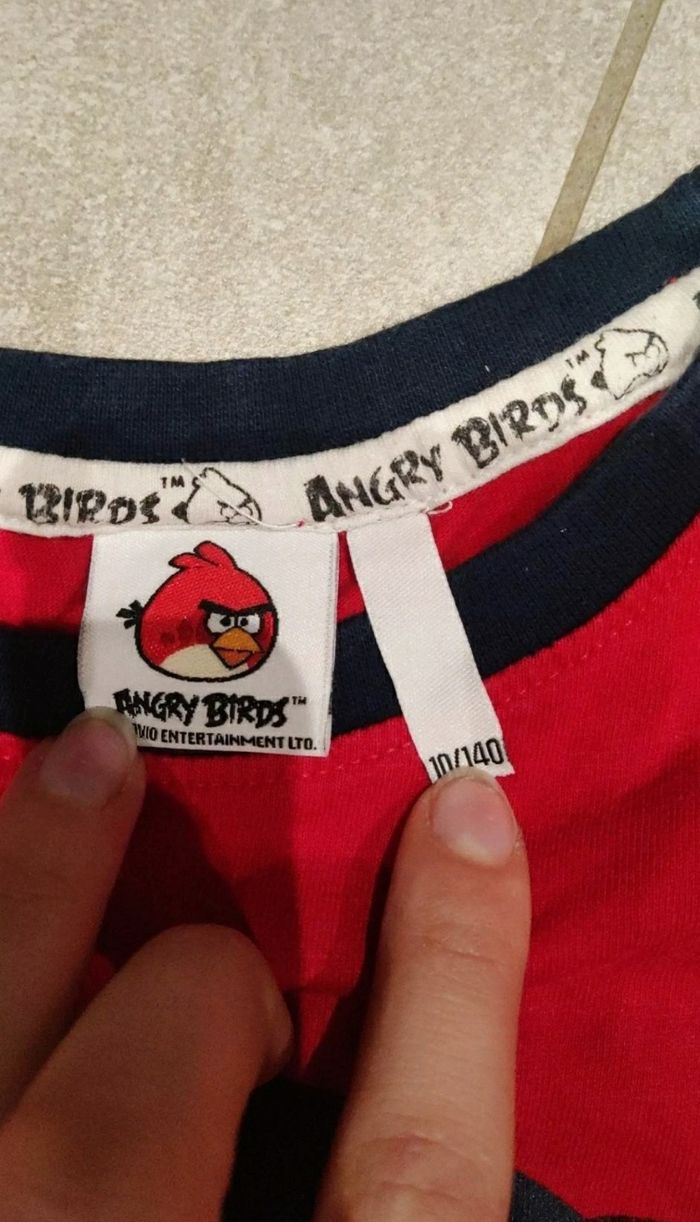 BIRDS™ ANGRY BIRDS™
ANGRY BIRDS™
ENTERTAINMENT LTD.
10/140